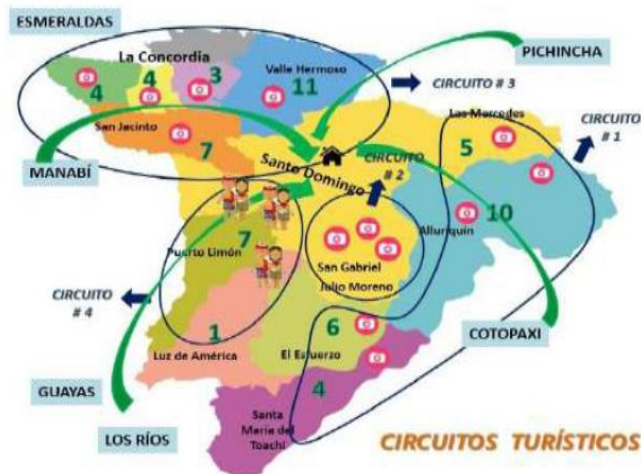 ESMERALDAS
La Concordia
PICHINCHA
4
4
3
Valle Hermoso
11
CIRCUITO # 3
Las Mercedes
CIRCUITO
# 1
San Jacinto
7
5
MANABÍ
Santo Domingo
CIRCUITO
# 2
10
Alluriquín
7
Puerto Limón
San Gabriel
Julio Moreno
CIRCUITO
# 4
1
6
COTOPAXI
Luz de América
El Esfuerzo
4
GUAYAS
Santa
María del
Toachi
LOS RÍOS
CIRCUITOS TURÍSTICOS